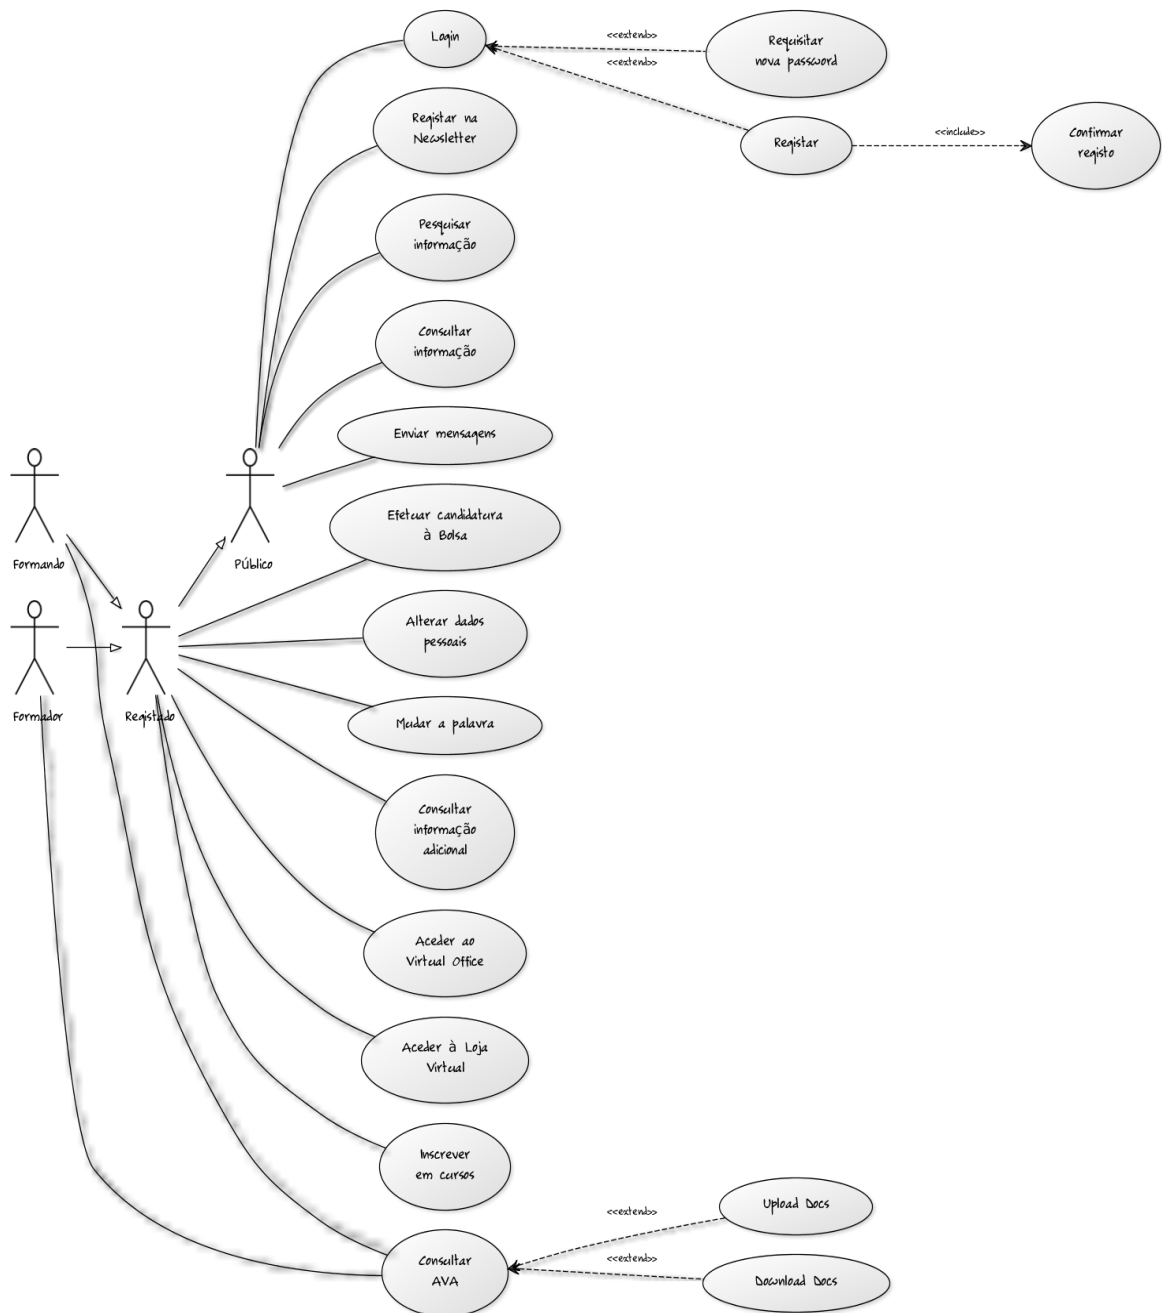 Login
<<extend>>
Requisitar
nova password
<<extend>>
Registar na
Newsletter
Registar
<<include>>
Confirmar
registo
Pesquisar
informação
Consultar
informação
Enviar mensagens
Efetuar candidatura
à Bolsa
Formando
Público
Alterar dados
pessoais
Formador
Registado
Mudar a palavra
Consultar
informação
adicional
Aceder ao
Virtual Office
Aceder à Loja
Virtual
Inscrever
em cursos
<<extend>>
Upload Docs
Consultar
AVA
<<extend>>
Download Docs